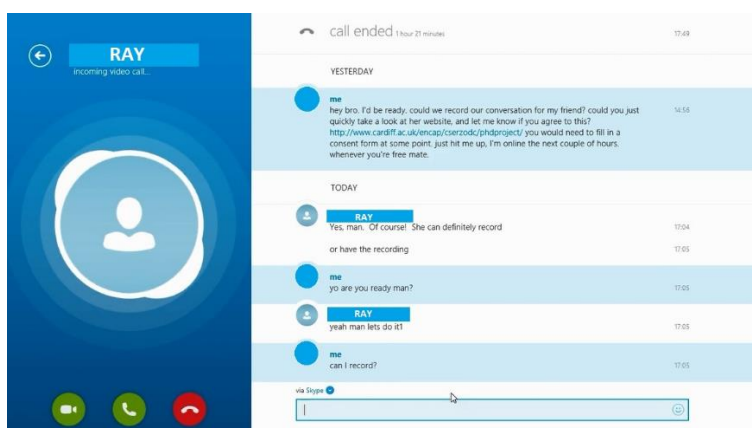 RAY
incoming video call...
call ended 1 hour 21 minutes 17:49
YESTERDAY
me
hey bro. I'd be ready. could we record our conversation for my friend? could you just 14:58
quickly take a look at her website, and let me know if you agree to this?
http://www.cardiff.ac.uk/encap/cserzodc/phdproject/ you would need to fill in a
consent form at some point. just hit me up, I'm online the next couple of hours.
whenever you're free mate.
TODAY
RAY
Yes, man. Of course! She can definitely record 17:04
or have the recording 17:05
me
yo are you ready man? 17:05
RAY
yeah man lets do it1 17:05
me
can I record? 17:05
via Skype